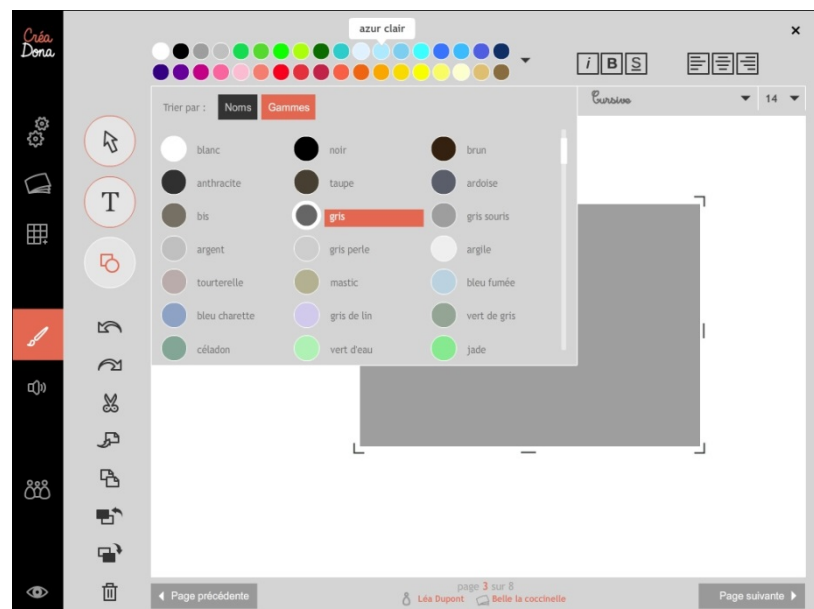 Créa
Dona
azur clair
×
i B S
Cursive 14
Trier par : Noms Gammes
blanc noir brun
anthracite taupe ardoise
bis gris gris souris
argent gris perle argile
tourterelle mastic bleu fumée
bleu charette gris de lin vert de gris
céladon vert d'eau jade
T
Page précédente
page 3 sur 8
Léa Dupont Belle la coccinelle
Page suivante